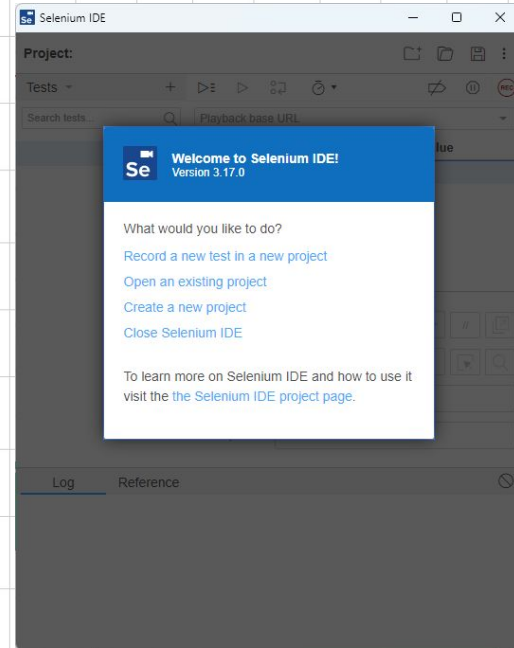 Se Selenium IDE
Project:
Tests
REC
Search tests...
Playback base URL
lue
Se
Welcome to Selenium IDE!
Version 3.17.0
What would you like to do?
Record a new test in a new project
Open an existing project
Create a new project
Close Selenium IDE
To learn more on Selenium IDE and how to use it
visit the the Selenium IDE project page.
Log
Reference